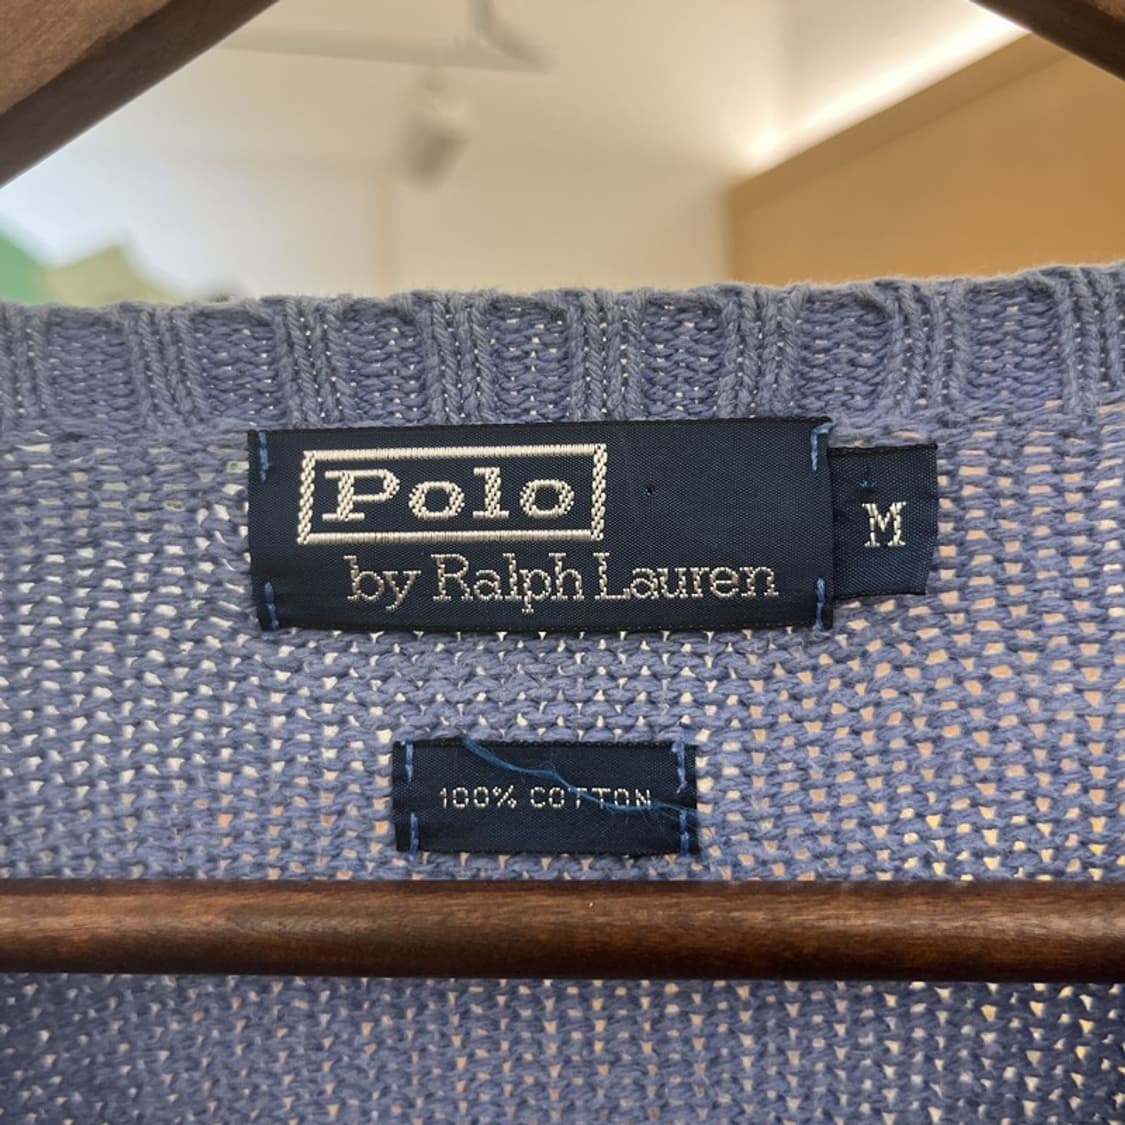 Polo
by Ralph Lauren
M
100% COTTON